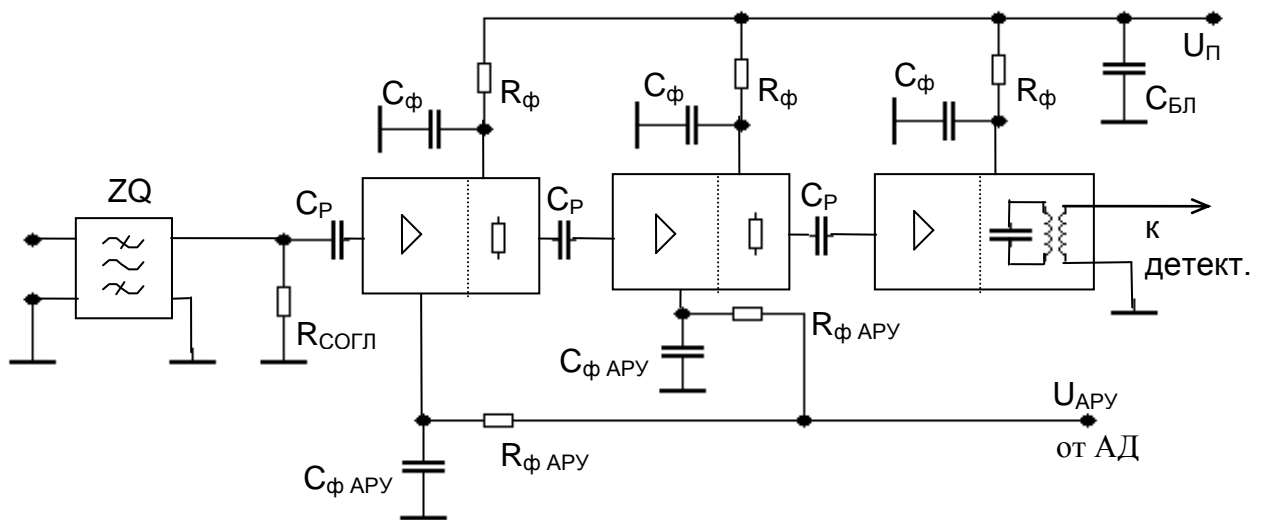 UП
Cф
Rф
Cф
Rф
Cф
Rф
CБЛ
ZQ
CР
CР
CР
к
детект.
RСОГЛ
Rф АРУ
Cф АРУ
UАРУ
от АД
Rф АРУ
Cф АРУ